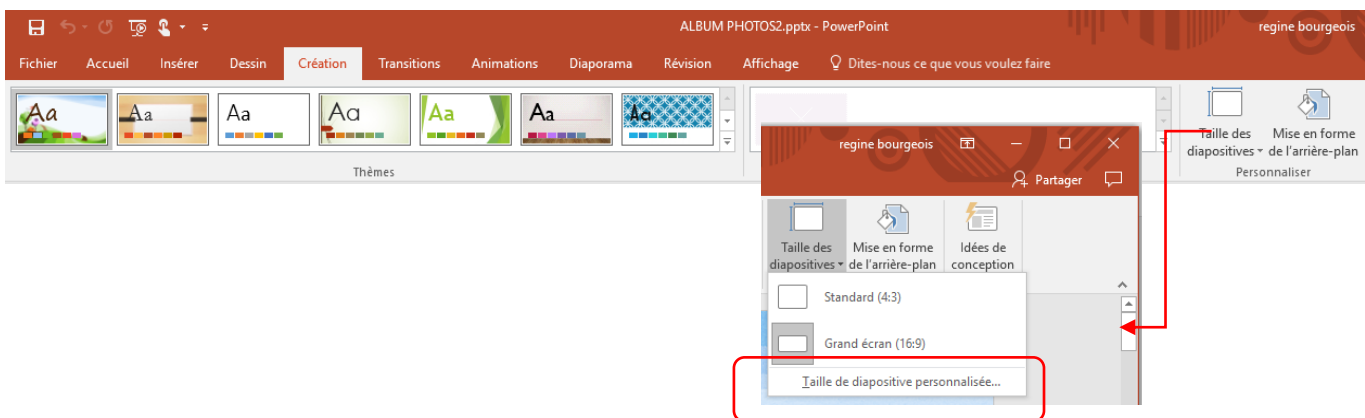 ALBUM PHOTOS2.pptx - PowerPoint
regine bourgeois
Fichier Accueil Insérer Dessin Création Transitions Animations Diaporama Révision Affichage Dites-nous ce que vous voulez faire
Aa Aa Aa Aa Aa Aa Aa
Thèmes
Taille des Mise en forme
diapositives de l'arrière-plan
Personnaliser
regine bourgeois
Partager
Taille des Mise en forme Idées de
diapositives de l'arrière-plan conception
Standard (4:3)
Grand écran (16:9)
Taille de diapositive personnalisée...